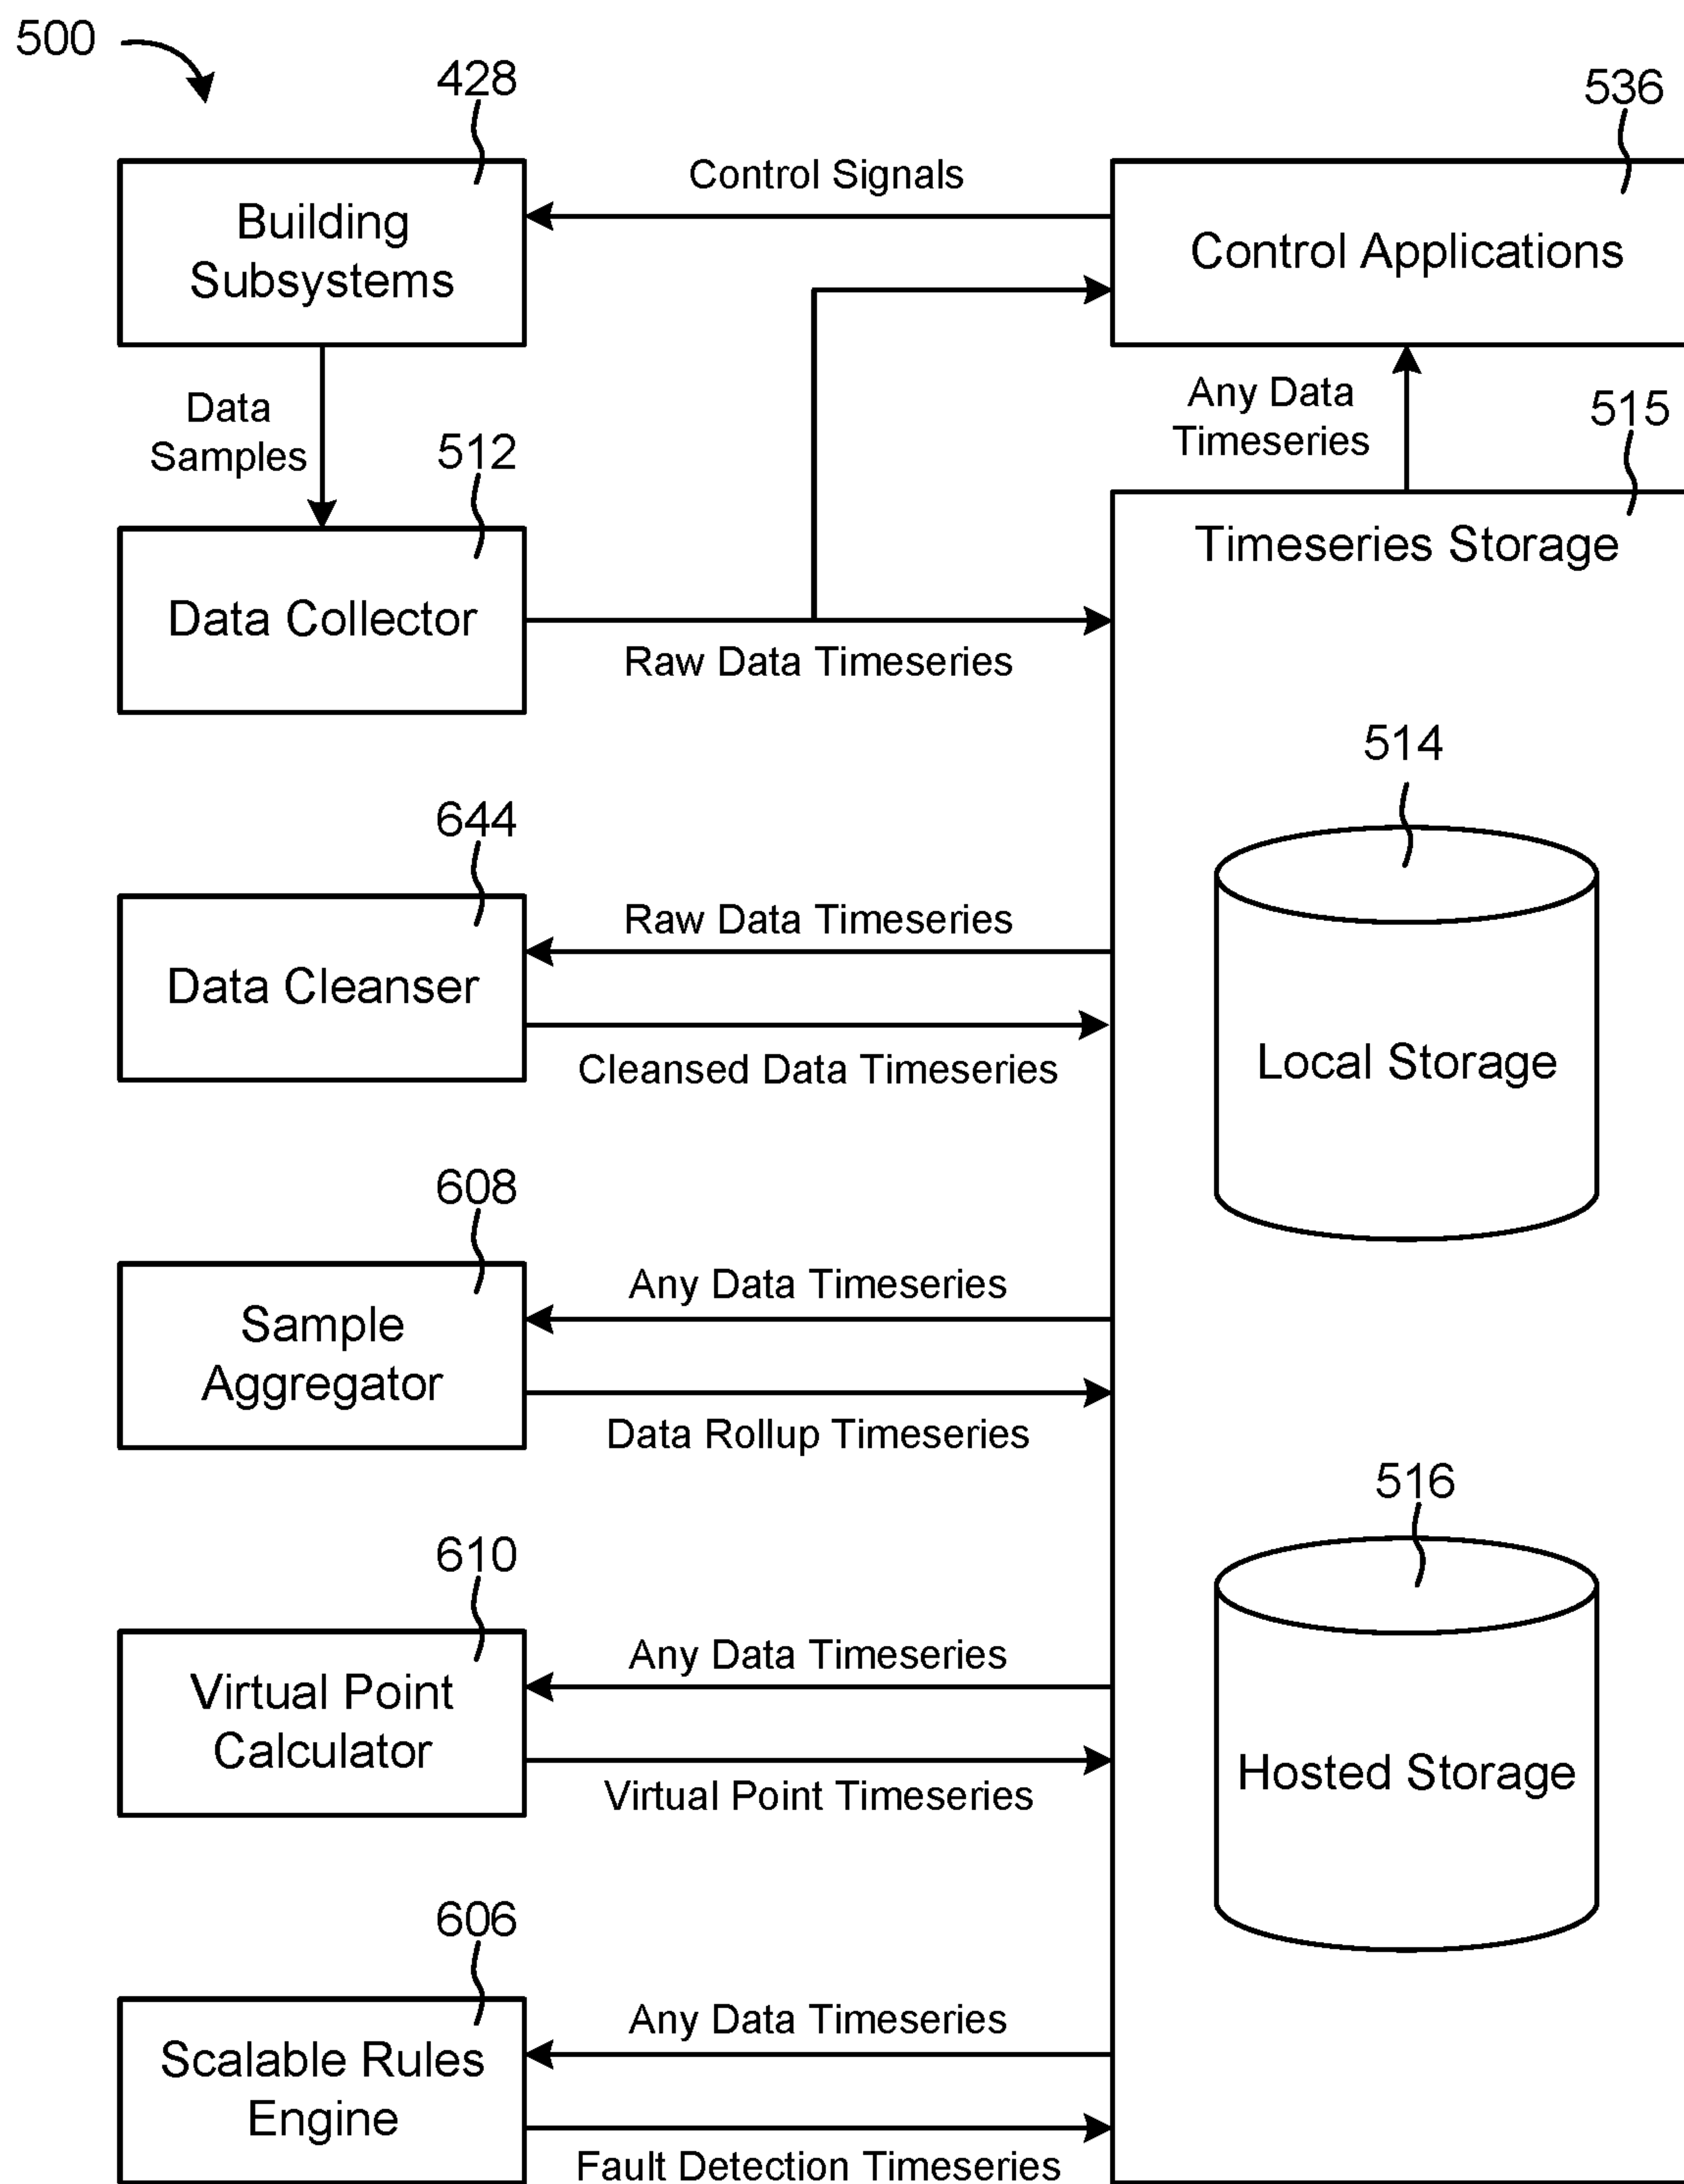 500
428
536
Building
Subsystems
Control Signals
Control Applications
Data
Samples
Any Data
Timeseries
515
512
Timeseries Storage
Data Collector
Raw Data Timeseries
514
644
Raw Data Timeseries
Data Cleanser
Cleansed Data Timeseries
Local Storage
608
Any Data Timeseries
Sample
Aggregator
Data Rollup Timeseries
516
610
Any Data Timeseries
Virtual Point
Calculator
Virtual Point Timeseries
Hosted Storage
606
Any Data Timeseries
Scalable Rules
Engine
Fault Detection Timeseries